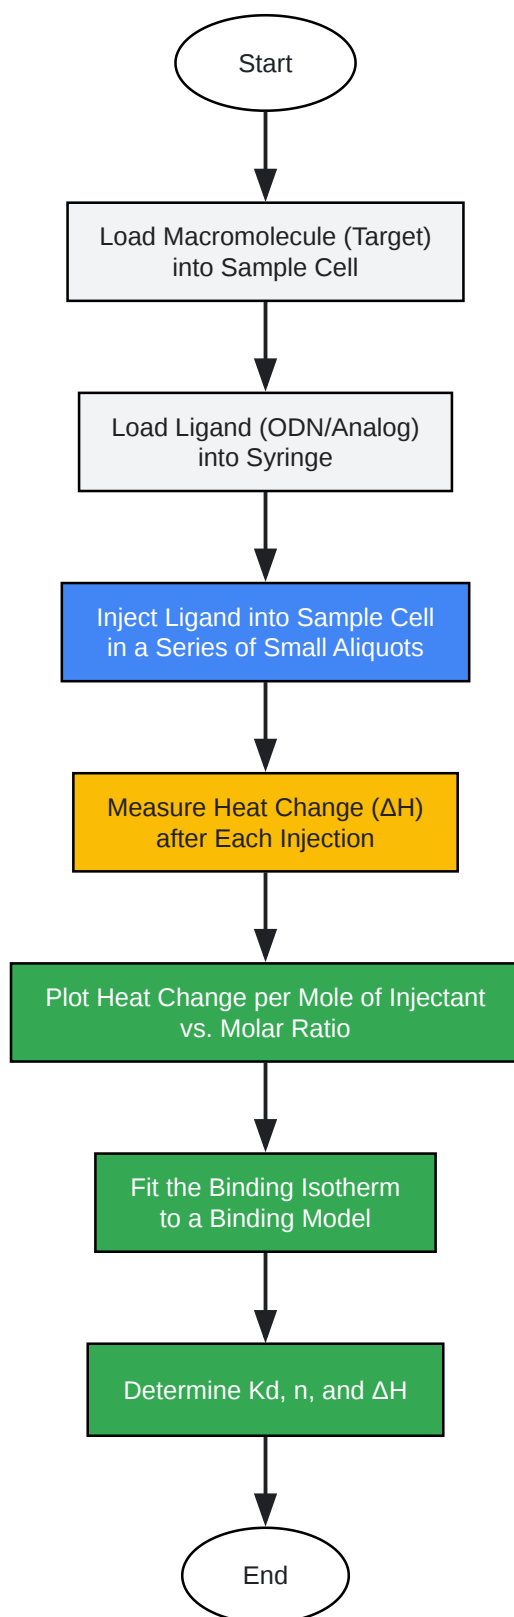 Start
Load Macromolecule (Target)
into Sample Cell
Load Ligand (ODN/Analog)
into Syringe
Inject Ligand into Sample Cell
in a Series of Small Aliquots
Measure Heat Change (ΔH)
after Each Injection
Plot Heat Change per Mole of Injectant
vs. Molar Ratio
Fit the Binding Isotherm
to a Binding Model
Determine Kd, n, and ΔH
End